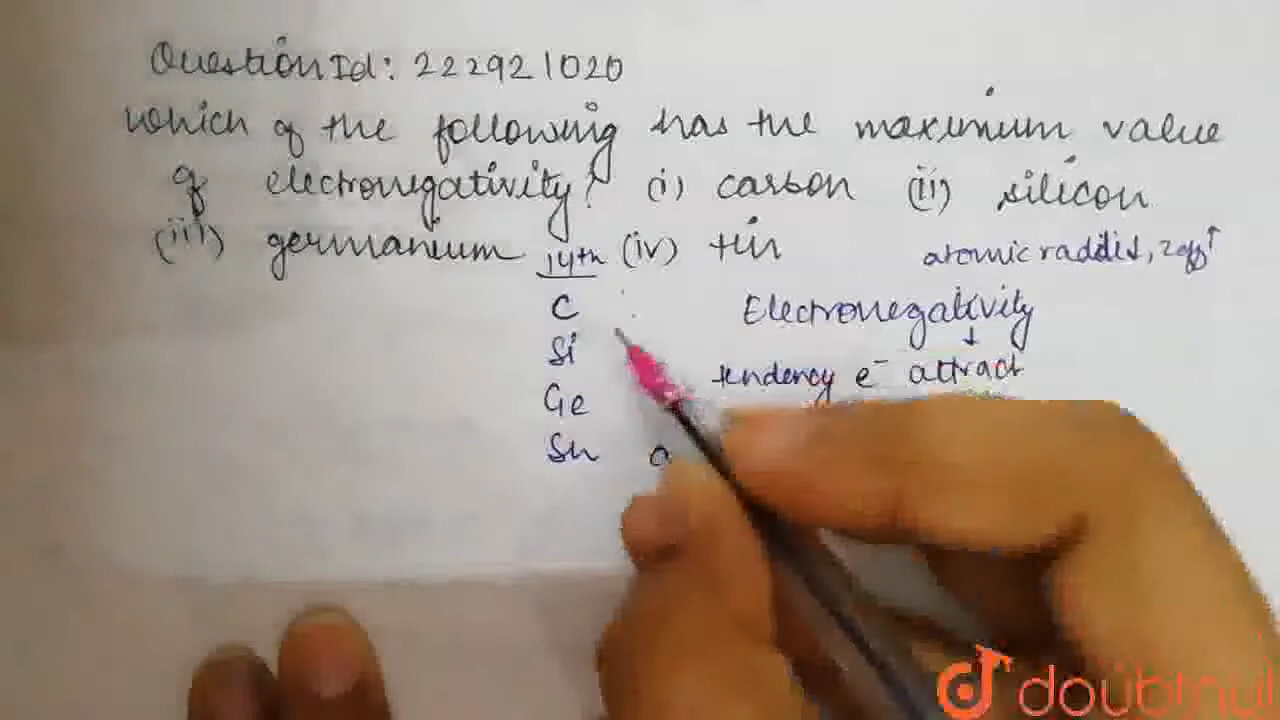 Question Id: 222921020
which of the following has the maximum value
of electronegativity? (i) carbon (ii) silicon
(iii) germanium (iv) tin
14th
C
Si
Ge
Sn a
atomic raddit, zeff↑
Electronegativity
↓
tendency e⁻ attract
doubtnut